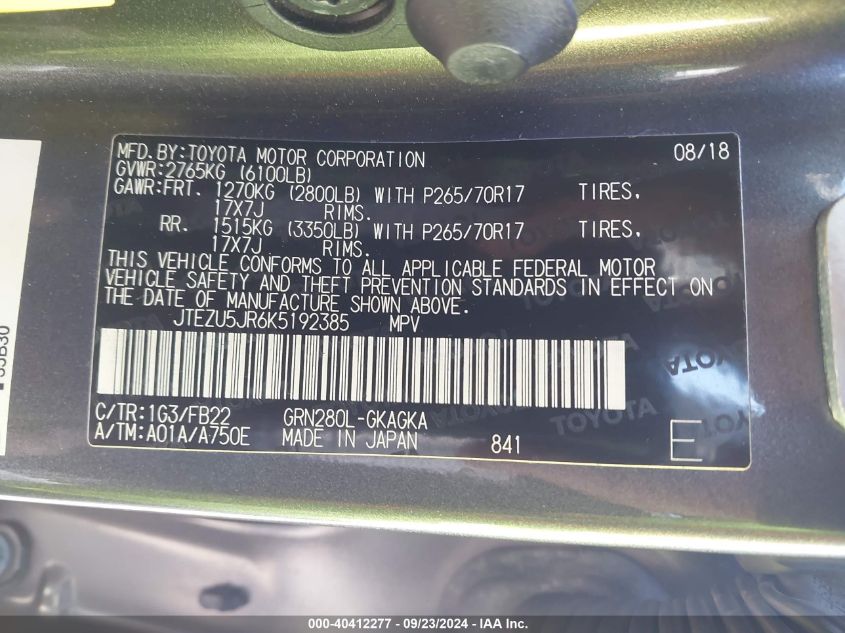 MFD.BY:TOYOTA MOTOR CORPORATION 08/18
GVWR:2765KG (6100LB)
GAWR:FRT. 1270KG (2800LB) WITH P265/70R17 TIRES,
17X7J RIMS.
RR. 1515KG (3350LB) WITH P265/70R17 TIRES,
17X7J RIMS.
THIS VEHICLE CONFORMS TO ALL APPLICABLE FEDERAL MOTOR
VEHICLE SAFETY AND THEFT PREVENTION STANDARDS IN EFFECT ON
THE DATE OF MANUFACTURE SHOWN ABOVE.
JTEZU5JR6K5192385 MPV
TOYOTA
TOYOTA
C/TR:1G3/FB22 GRN280L-GKAGKA
A/TM:A01A/A750E MADE IN JAPAN 841 E
000-40412277 - 09/23/2024 - IAA Inc.